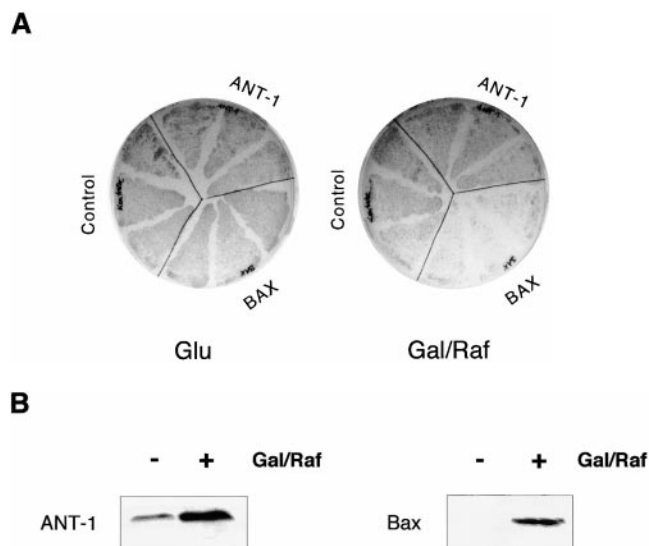 A
ANT-1
ANT-1
Control
Control
BAX
BAX
Glu
Gal/Raf
B
- + Gal/Raf
- + Gal/Raf
ANT-1
Bax